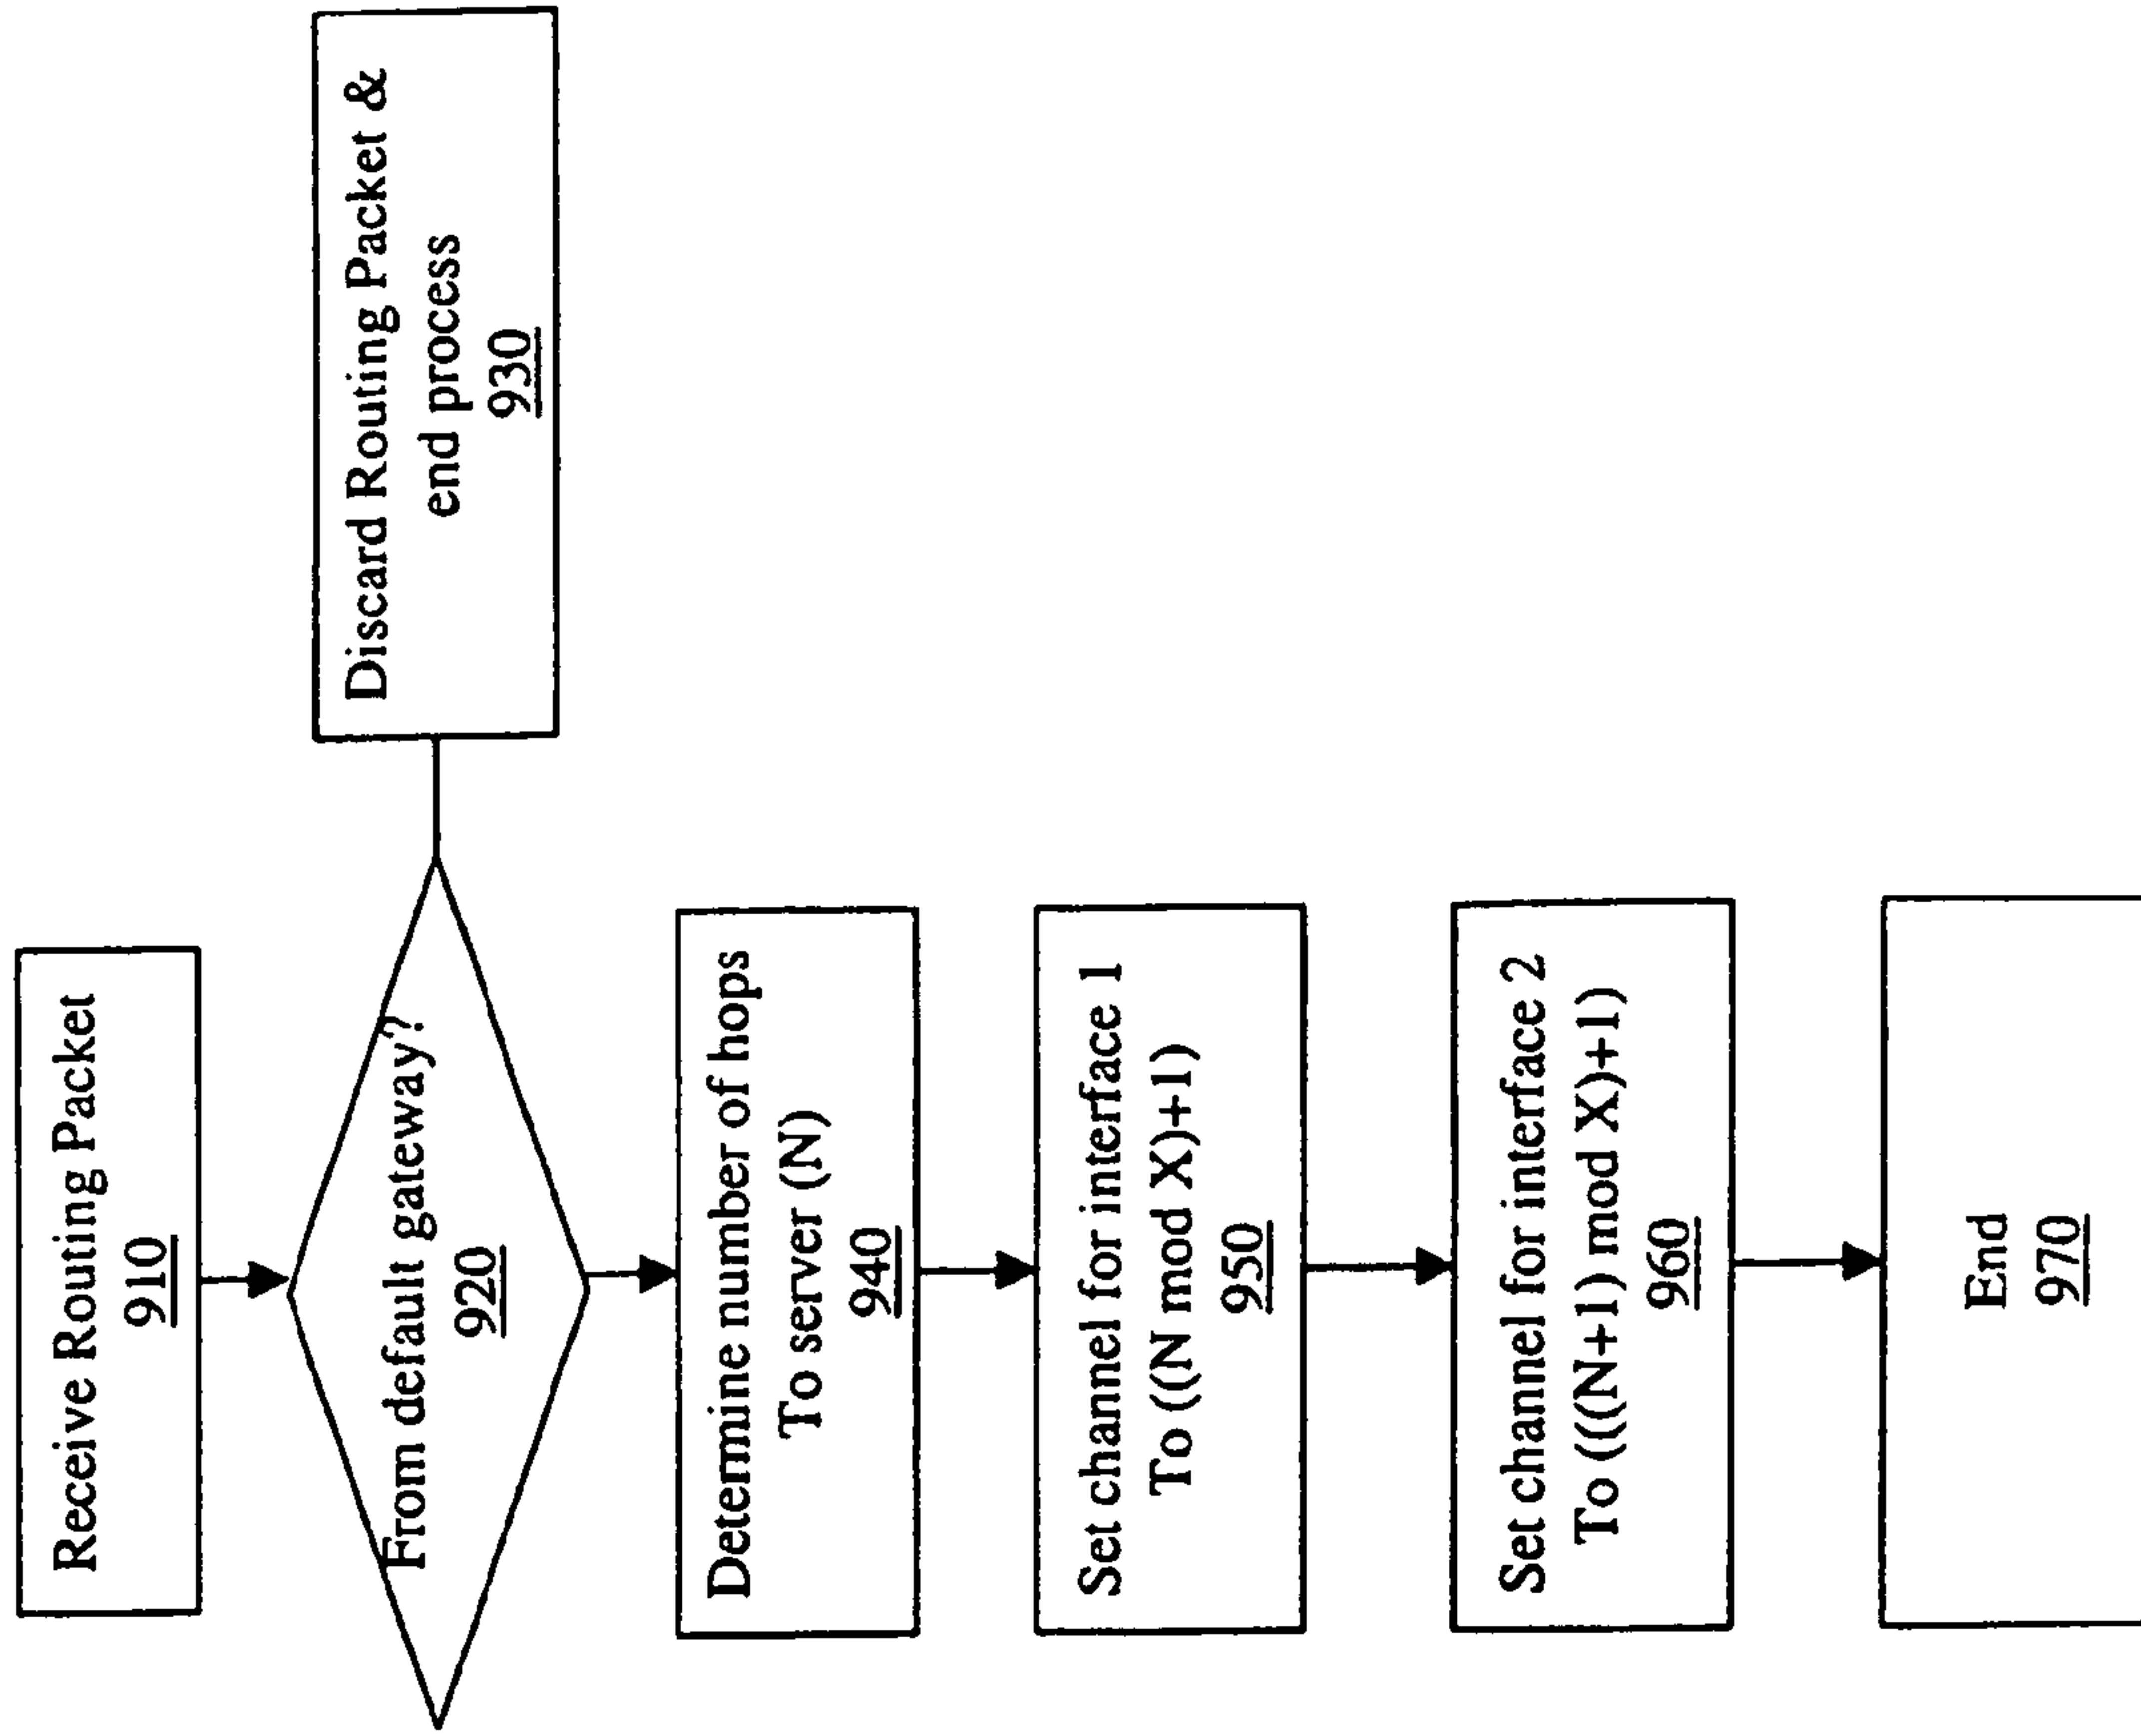 Receive Routing Packet
910
From default gateway?
920
Discard Routing Packet &
end process
930
Determine number of hops
To server (N)
940
Set channel for interface 1
To ((N mod X)+1)
950
Set channel for interface 2
To (((N+1) mod X)+1)
960
End
970